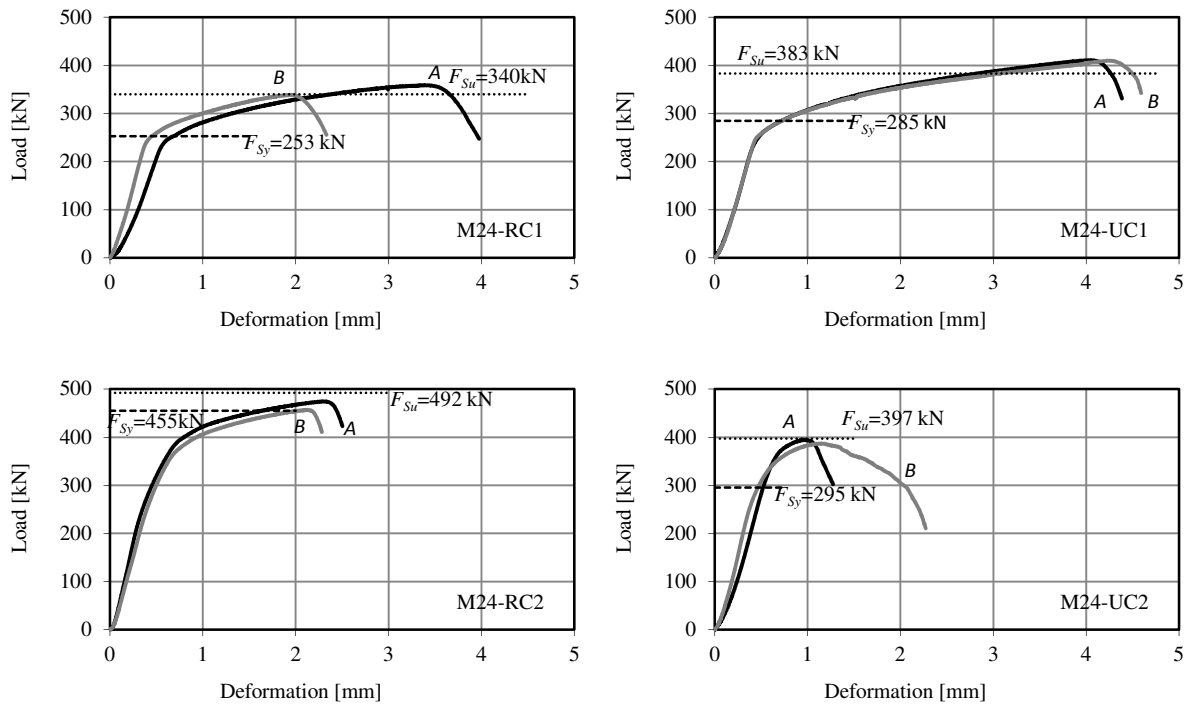 500
400
300
200
100
0
Load [kN]
B
A
F_Su=340kN
F_Sy=253 kN
M24-RC1
0 1 2 3 4 5
Deformation [mm]
500
400
300
200
100
0
Load [kN]
F_Su=383 kN
A B
F_Sy=285 kN
M24-UC1
0 1 2 3 4 5
Deformation [mm]
500
400
300
200
100
0
Load [kN]
F_Su=492 kN
F_Sy=455kN
B A
M24-RC2
0 1 2 3 4 5
Deformation [mm]
500
400
300
200
100
0
Load [kN]
A
F_Su=397 kN
B
F_Sy=295 kN
M24-UC2
0 1 2 3 4 5
Deformation [mm]